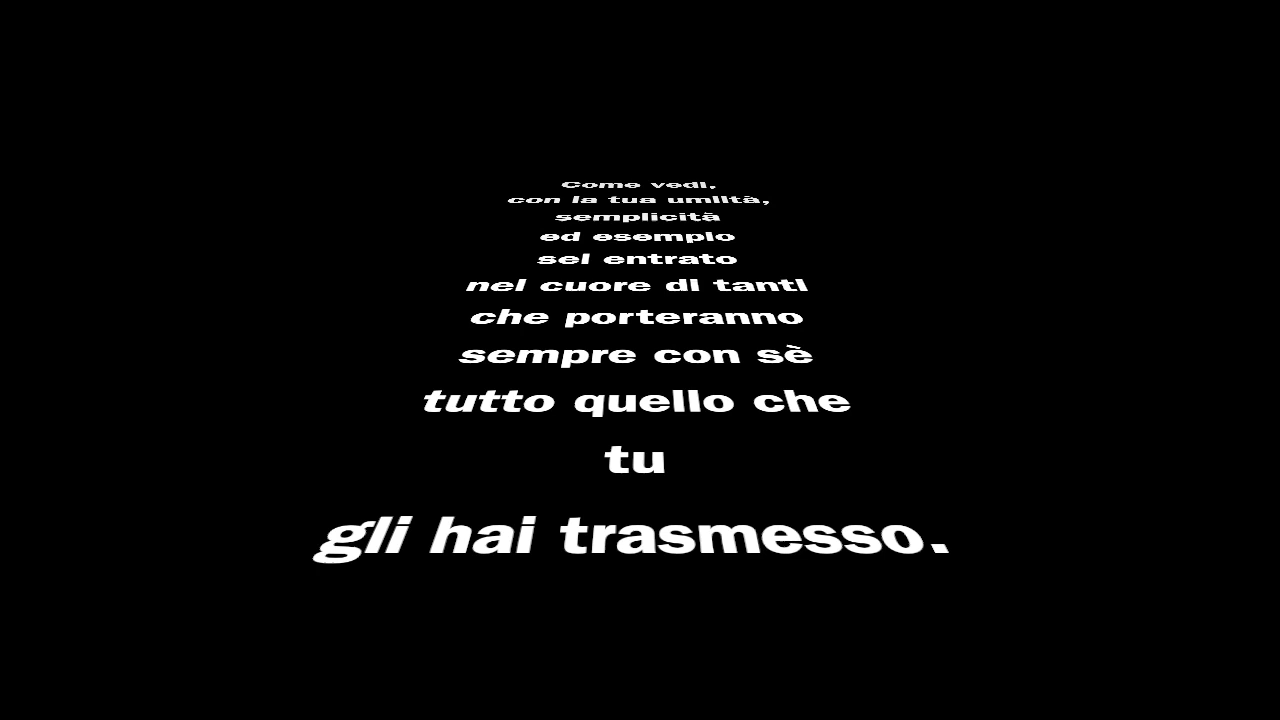 Come vedi,
con la tua umiltà,
semplicità
ed esempio
sei entrato
nel cuore di tanti
che porteranno
sempre con sè
tutto quello che
tu
gli hai trasmesso.